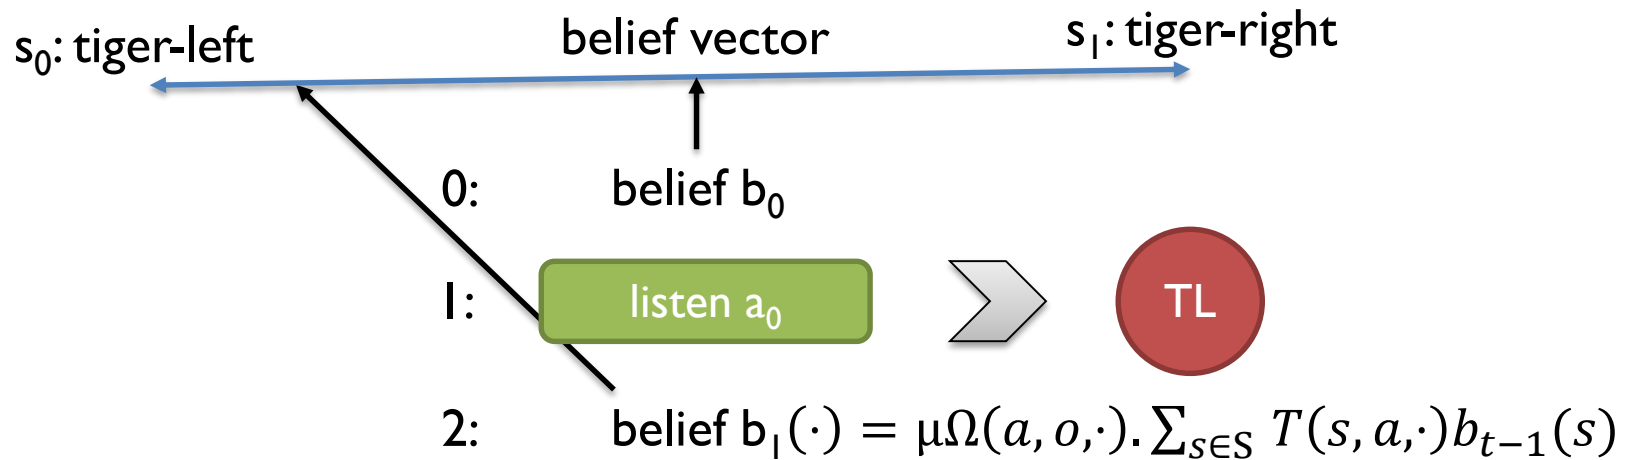 s₀: tiger-left belief vector s₁: tiger-right
0: belief b₀
1: listen a₀ TL
2: belief b₁(·) = μΩ(a, o,·). ∑_{s∈S} T(s, a,·)b_{t−1}(s)